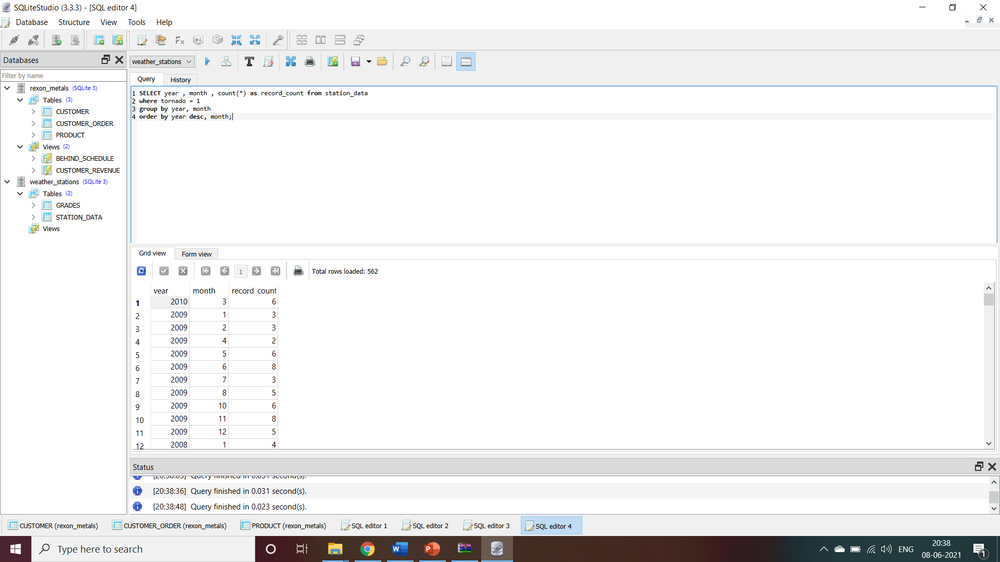 SQLiteStudio (3.3.3) - [SQL editor 4]
Database Structure View Tools Help
Databases
Filter by name
rexon_metals (SQLite 3)
Tables (3)
CUSTOMER
CUSTOMER_ORDER
PRODUCT
Views (2)
BEHIND_SCHEDULE
CUSTOMER_REVENUE
weather_stations (SQLite 3)
Tables (2)
GRADES
STATION_DATA
Views
weather_stations
Query History
1 SELECT year , month , count(*) as record_count from station_data
2 where tornado = 1
3 group by year, month
4 order by year desc, month;
Grid view Form view
1 Total rows loaded: 562
year month record_count
1 2010 3 6
2 2009 1 3
3 2009 2 3
4 2009 4 2
5 2009 5 6
6 2009 6 8
7 2009 7 3
8 2009 8 5
9 2009 10 6
10 2009 11 8
11 2009 12 5
12 2008 1 4
Status
Query finished in 0.031 second(s).
[20:38:36] Query finished in 0.031 second(s).
[20:38:48] Query finished in 0.023 second(s).
CUSTOMER (rexon_metals) CUSTOMER_ORDER (rexon_metals) PRODUCT (rexon_metals) SQL editor 1 SQL editor 2 SQL editor 3 SQL editor 4
Type here to search
ENG
20:38
08-06-2021
1